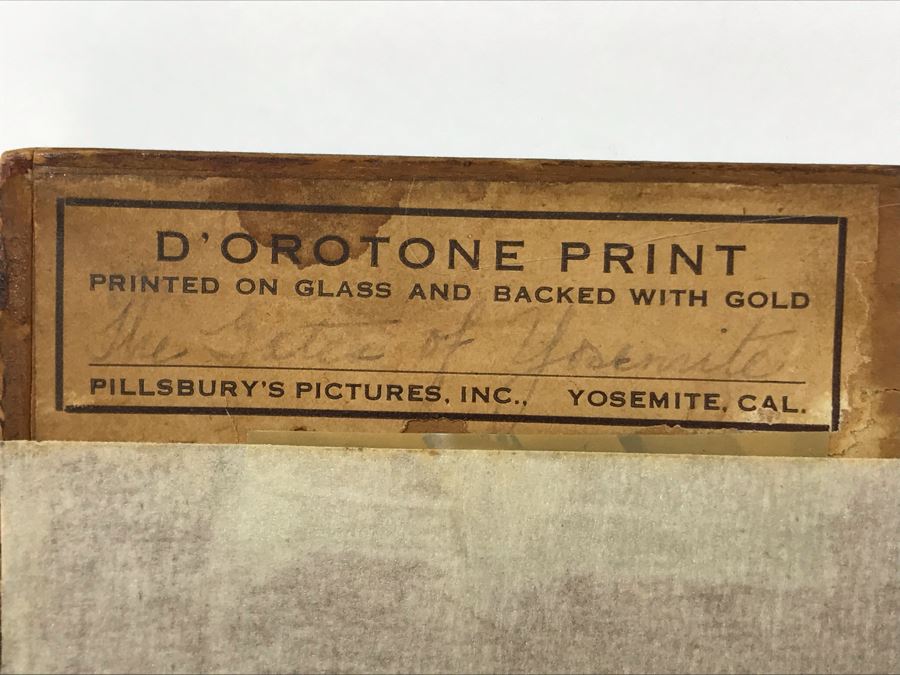 D'OROTONE PRINT
PRINTED ON GLASS AND BACKED WITH GOLD
The Gates of Yosemite
PILLSBURY'S PICTURES, INC., YOSEMITE, CAL.